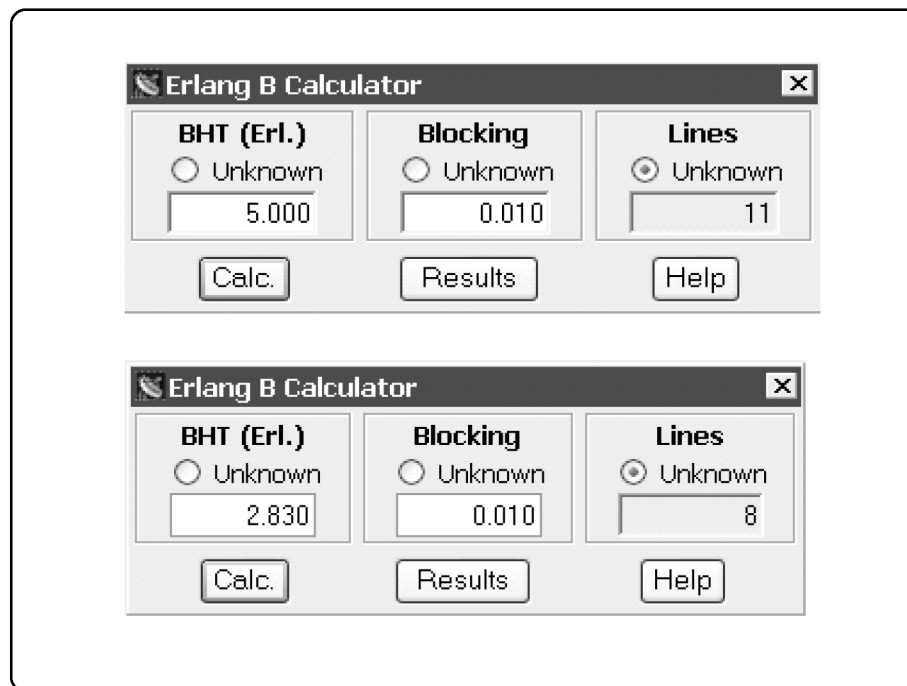 Erlang B Calculator
BHT (Erl.) Blocking Lines
Unknown Unknown Unknown
5.000 0.010 11
Calc. Results Help
Erlang B Calculator
BHT (Erl.) Blocking Lines
Unknown Unknown Unknown
2.830 0.010 8
Calc. Results Help